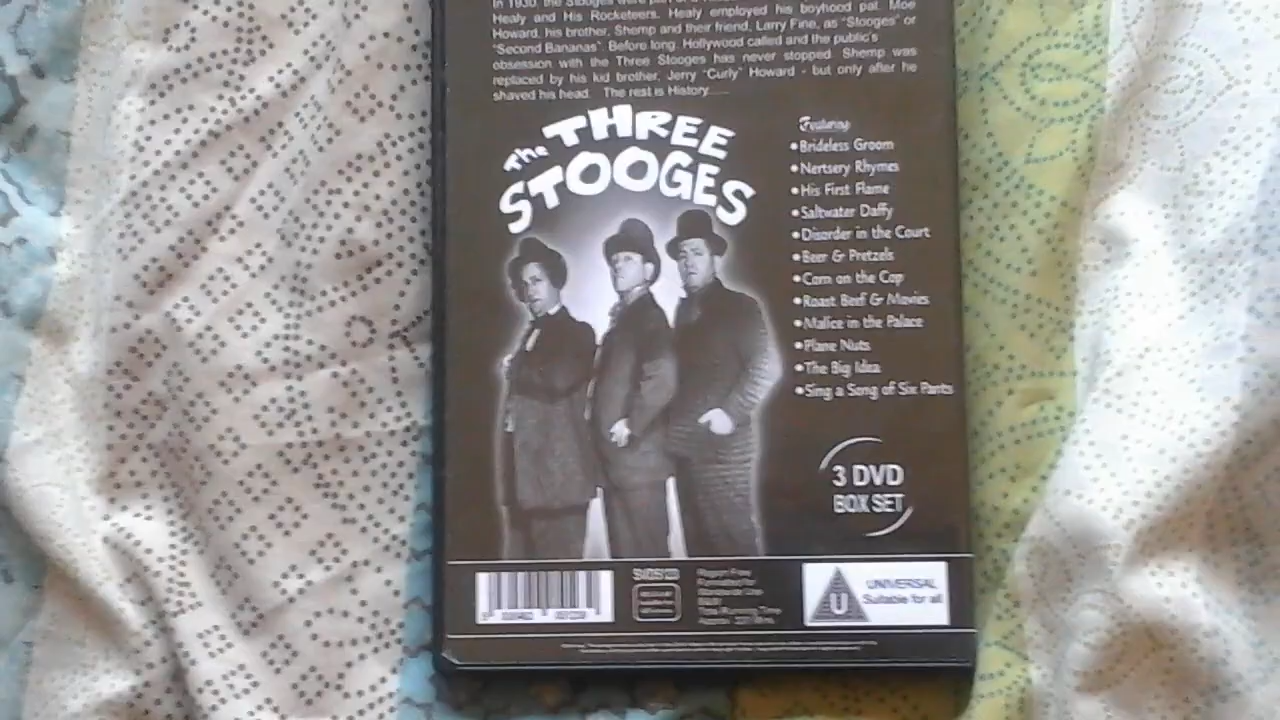 In 1930, the Stooges were part of a
Healy and His Rocketeers. Healy employed his boyhood pal, Moe
Howard, his brother, Shemp and their friend, Larry Fine, as "Stooges" or
"Second Bananas". Before long, Hollywood called and the public's
obsession with the Three Stooges has never stopped. Shemp was
replaced by his kid brother, Jerry "Curly" Howard - but only after he
shaved his head. The rest is History.....
The THREE
STOOGES
Featuring
•Brideless Groom
•Nertsery Rhymes
•His First Flame
•Saltwater Daffy
•Disorder in the Court
•Beer & Pretzels
•Corn on the Cop
•Roast Beef & Movies
•Malice in the Palace
•Plane Nuts
•The Big Idea
•Sing a Song of Six Pants
3 DVD
BOX SET
U
UNIVERSAL
Suitable for all